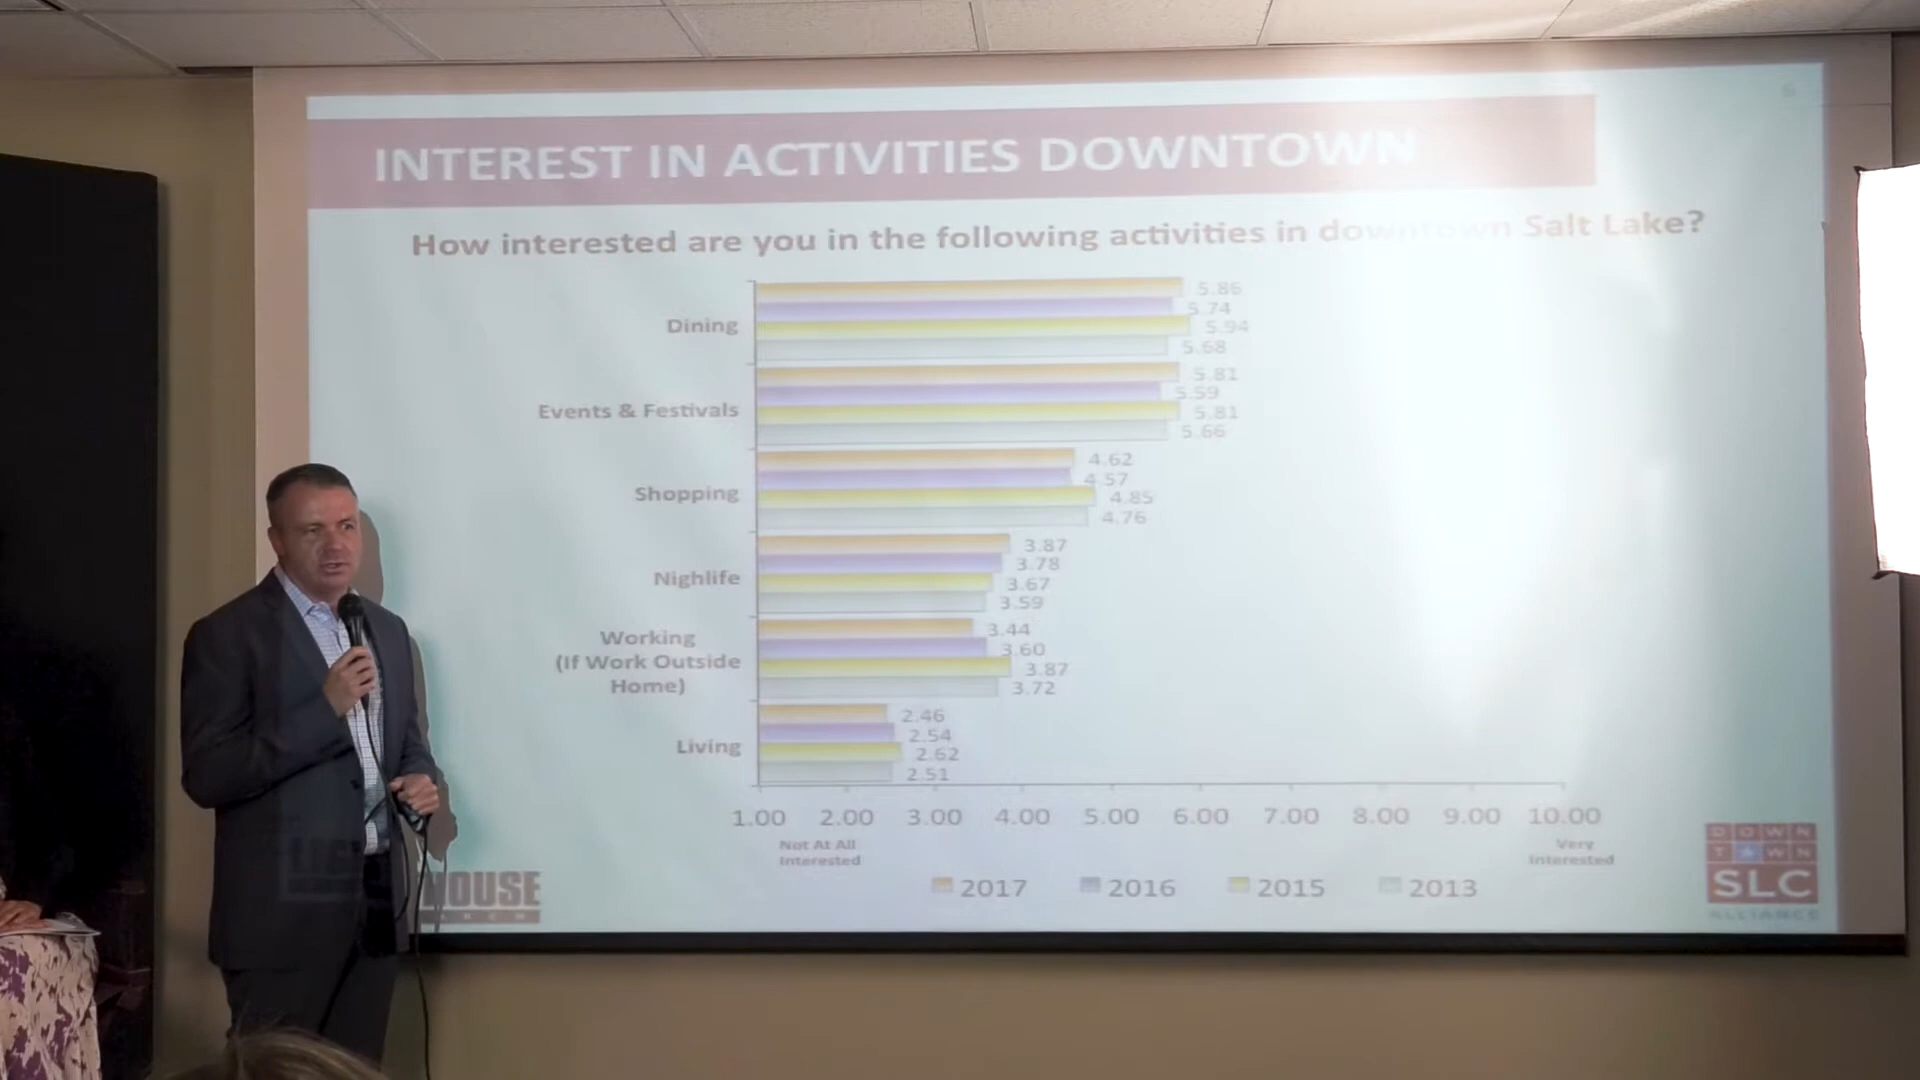 INTEREST IN ACTIVITIES DOWNTOWN
How interested are you in the following activities in downtown Salt Lake?
5.86
5.74
Dining
5.94
5.68
5.81
5.59
Events & Festivals
5.81
5.66
4.62
4.57
Shopping
4.85
4.76
3.87
3.78
Nighlife
3.67
3.59
3.44
Working
3.60
(If Work Outside
3.87
Home)
3.72
2.46
2.54
Living
2.62
2.51
1.00 2.00 3.00 4.00 5.00 6.00 7.00 8.00 9.00 10.00
Not At All
Interested
Very
Interested
2017 2016 2015 2013
HOUSE
DOWN
TOWN
SLC
ALLIANCE